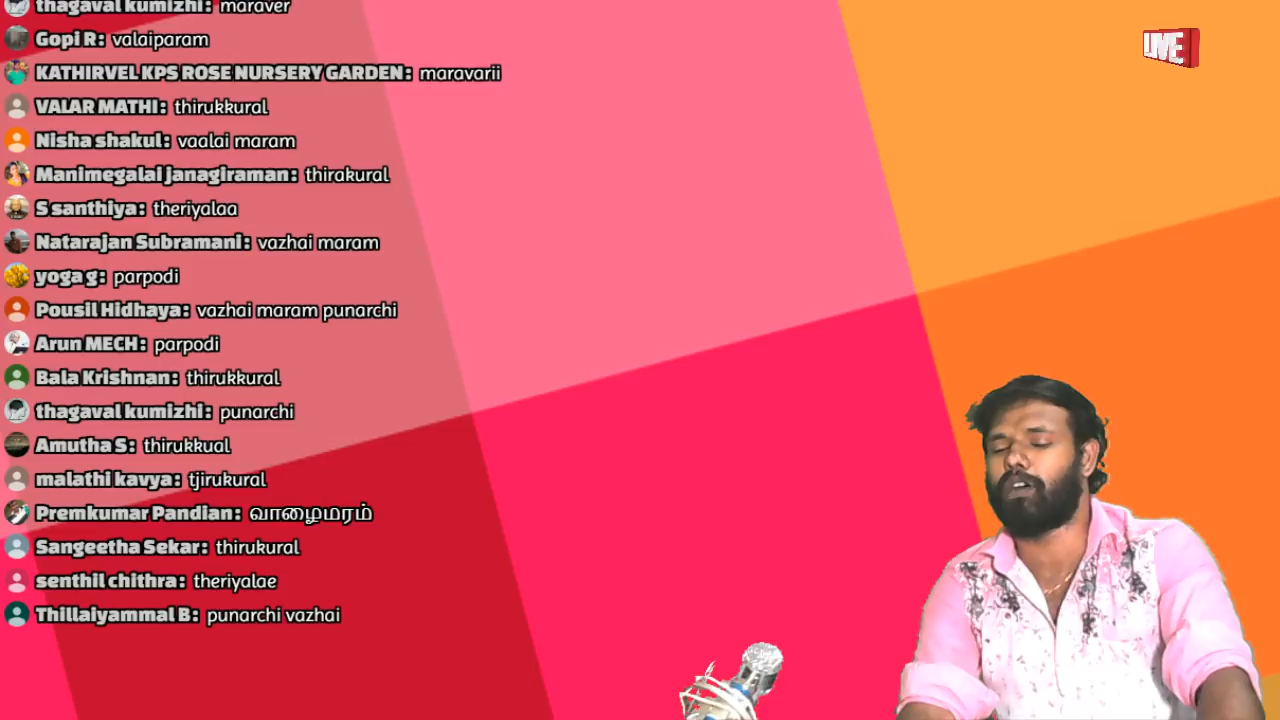 thagaval kumizhi: maraver
LIVE
Gopi R: valaiparam
KATHIRVEL KPS ROSE NURSERY GARDEN: maravarii
VALAR MATHI: thirukkural
Nisha shakul: vaalai maram
Manimegalai janagiraman: thirakural
S santhiya: theriyalaa
Natarajan Subramani: vazhai maram
yoga g: parpodi
Pousil Hidhaya: vazhai maram punarchi
Arun MECH: parpodi
Bala Krishnan: thirukkural
thagaval kumizhi: punarchi
Amutha S: thirukkual
malathi kavya: tjirukural
Premkumar Pandian: வாழைமரம்
Sangeetha Sekar: thirukural
senthil chithra: theriyalae
Thillaiyammal B: punarchi vazhai